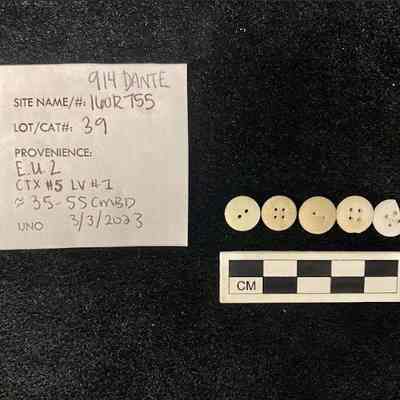 914 DANTE
SITE NAME/#: 16OR755
LOT/CAT#: 39
PROVENIENCE:
E.U.2
CTX #5 LV #1
≈ 35-55 CMBD
UNO 3/3/2023
CM